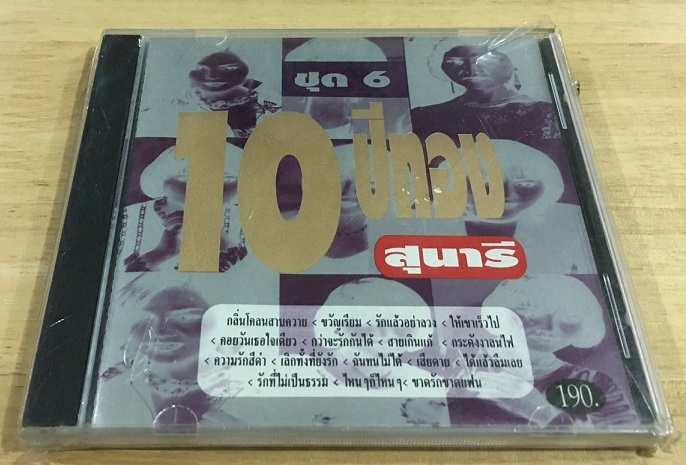 ชุด 6
10 ปีทอง
สุนารี
กลิ่นโคลนสาบควาย < ขวัญเรียม < รักแล้วอย่าลวง < ให้เขาเร็วไป
< คอยวันเธอใจเดียว < กว่าจะรักกันได้ < สายเกินแก้ < กระดังงาลนไฟ
< ความรักสีดำ < เลิกทั้งที่ยังรัก < ฉันทนไม่ได้ < เสียดาย < ได้แล้วลืมเลย
< รักที่ไม่เป็นธรรม < ไหนๆก็ไหนๆ < ขาดรักขาดแฟน
190.